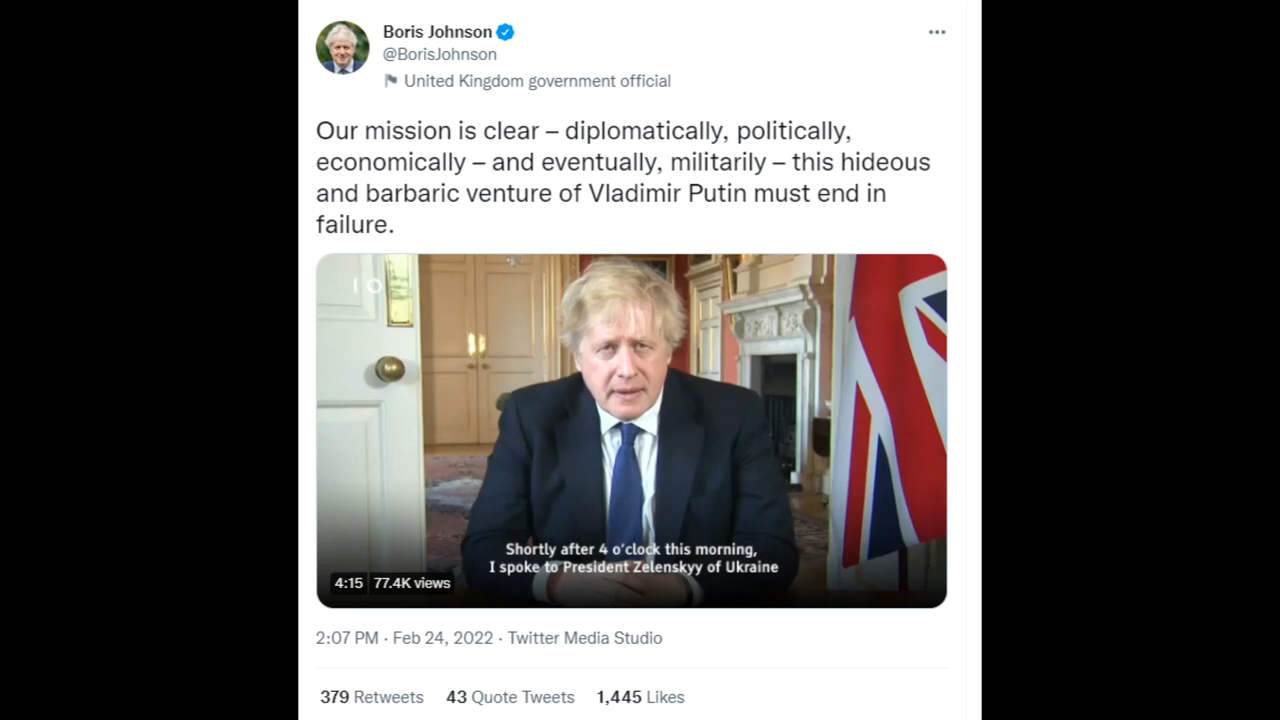 Boris Johnson
@BorisJohnson
United Kingdom government official
Our mission is clear – diplomatically, politically,
economically – and eventually, militarily – this hideous
and barbaric venture of Vladimir Putin must end in
failure.
10
Shortly after 4 o'clock this morning,
I spoke to President Zelenskyy of Ukraine
4:15 77.4K views
2:07 PM · Feb 24, 2022 · Twitter Media Studio
379 Retweets 43 Quote Tweets 1,445 Likes